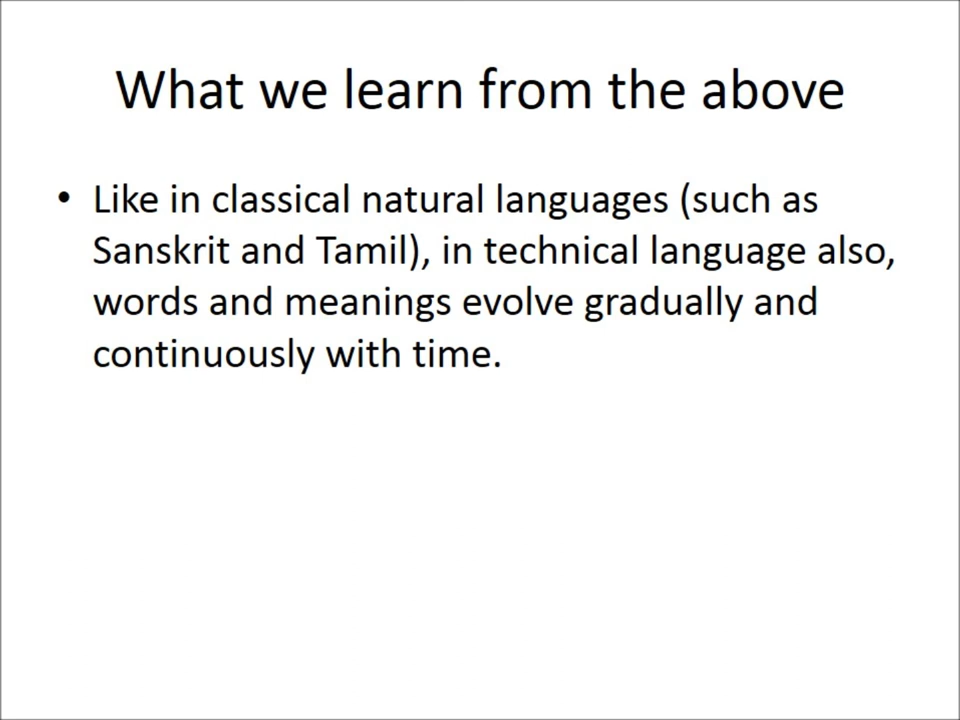 What we learn from the above
• Like in classical natural languages (such as
Sanskrit and Tamil), in technical language also,
words and meanings evolve gradually and
continuously with time.